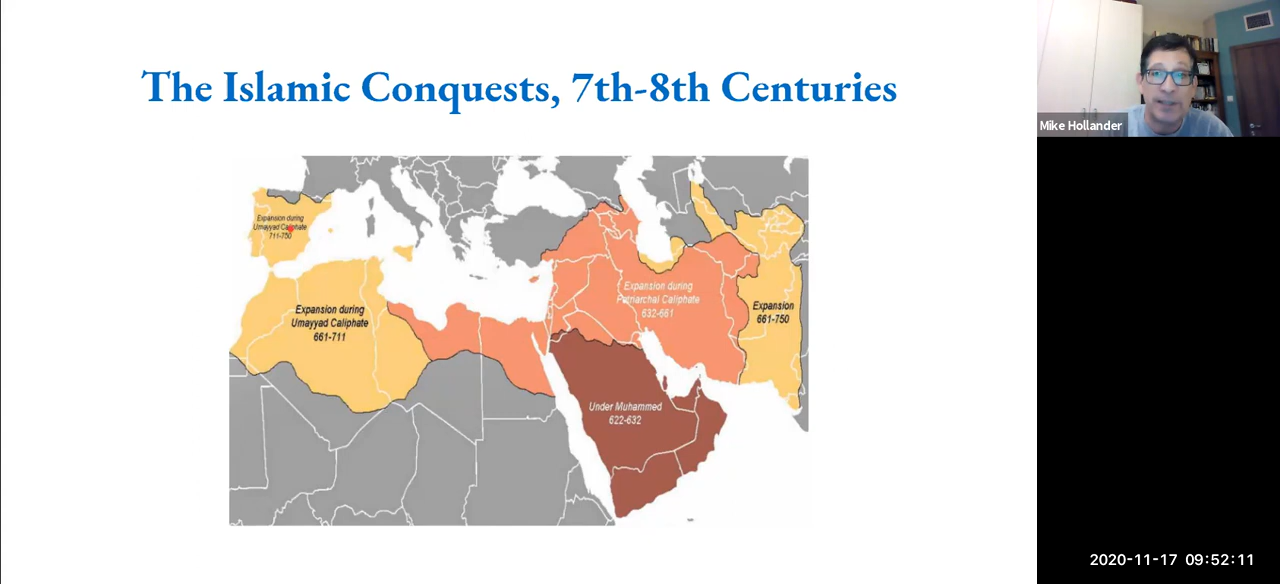 The Islamic Conquests, 7th-8th Centuries
Mike Hollander
Expansion during
Umayyad Caliphate
711-750
Expansion during
Umayyad Caliphate
661-711
Expansion during
Patriarchal Caliphate
632-661
Expansion
661-750
Under Muhammed
622-632
2020-11-17 09:52:11